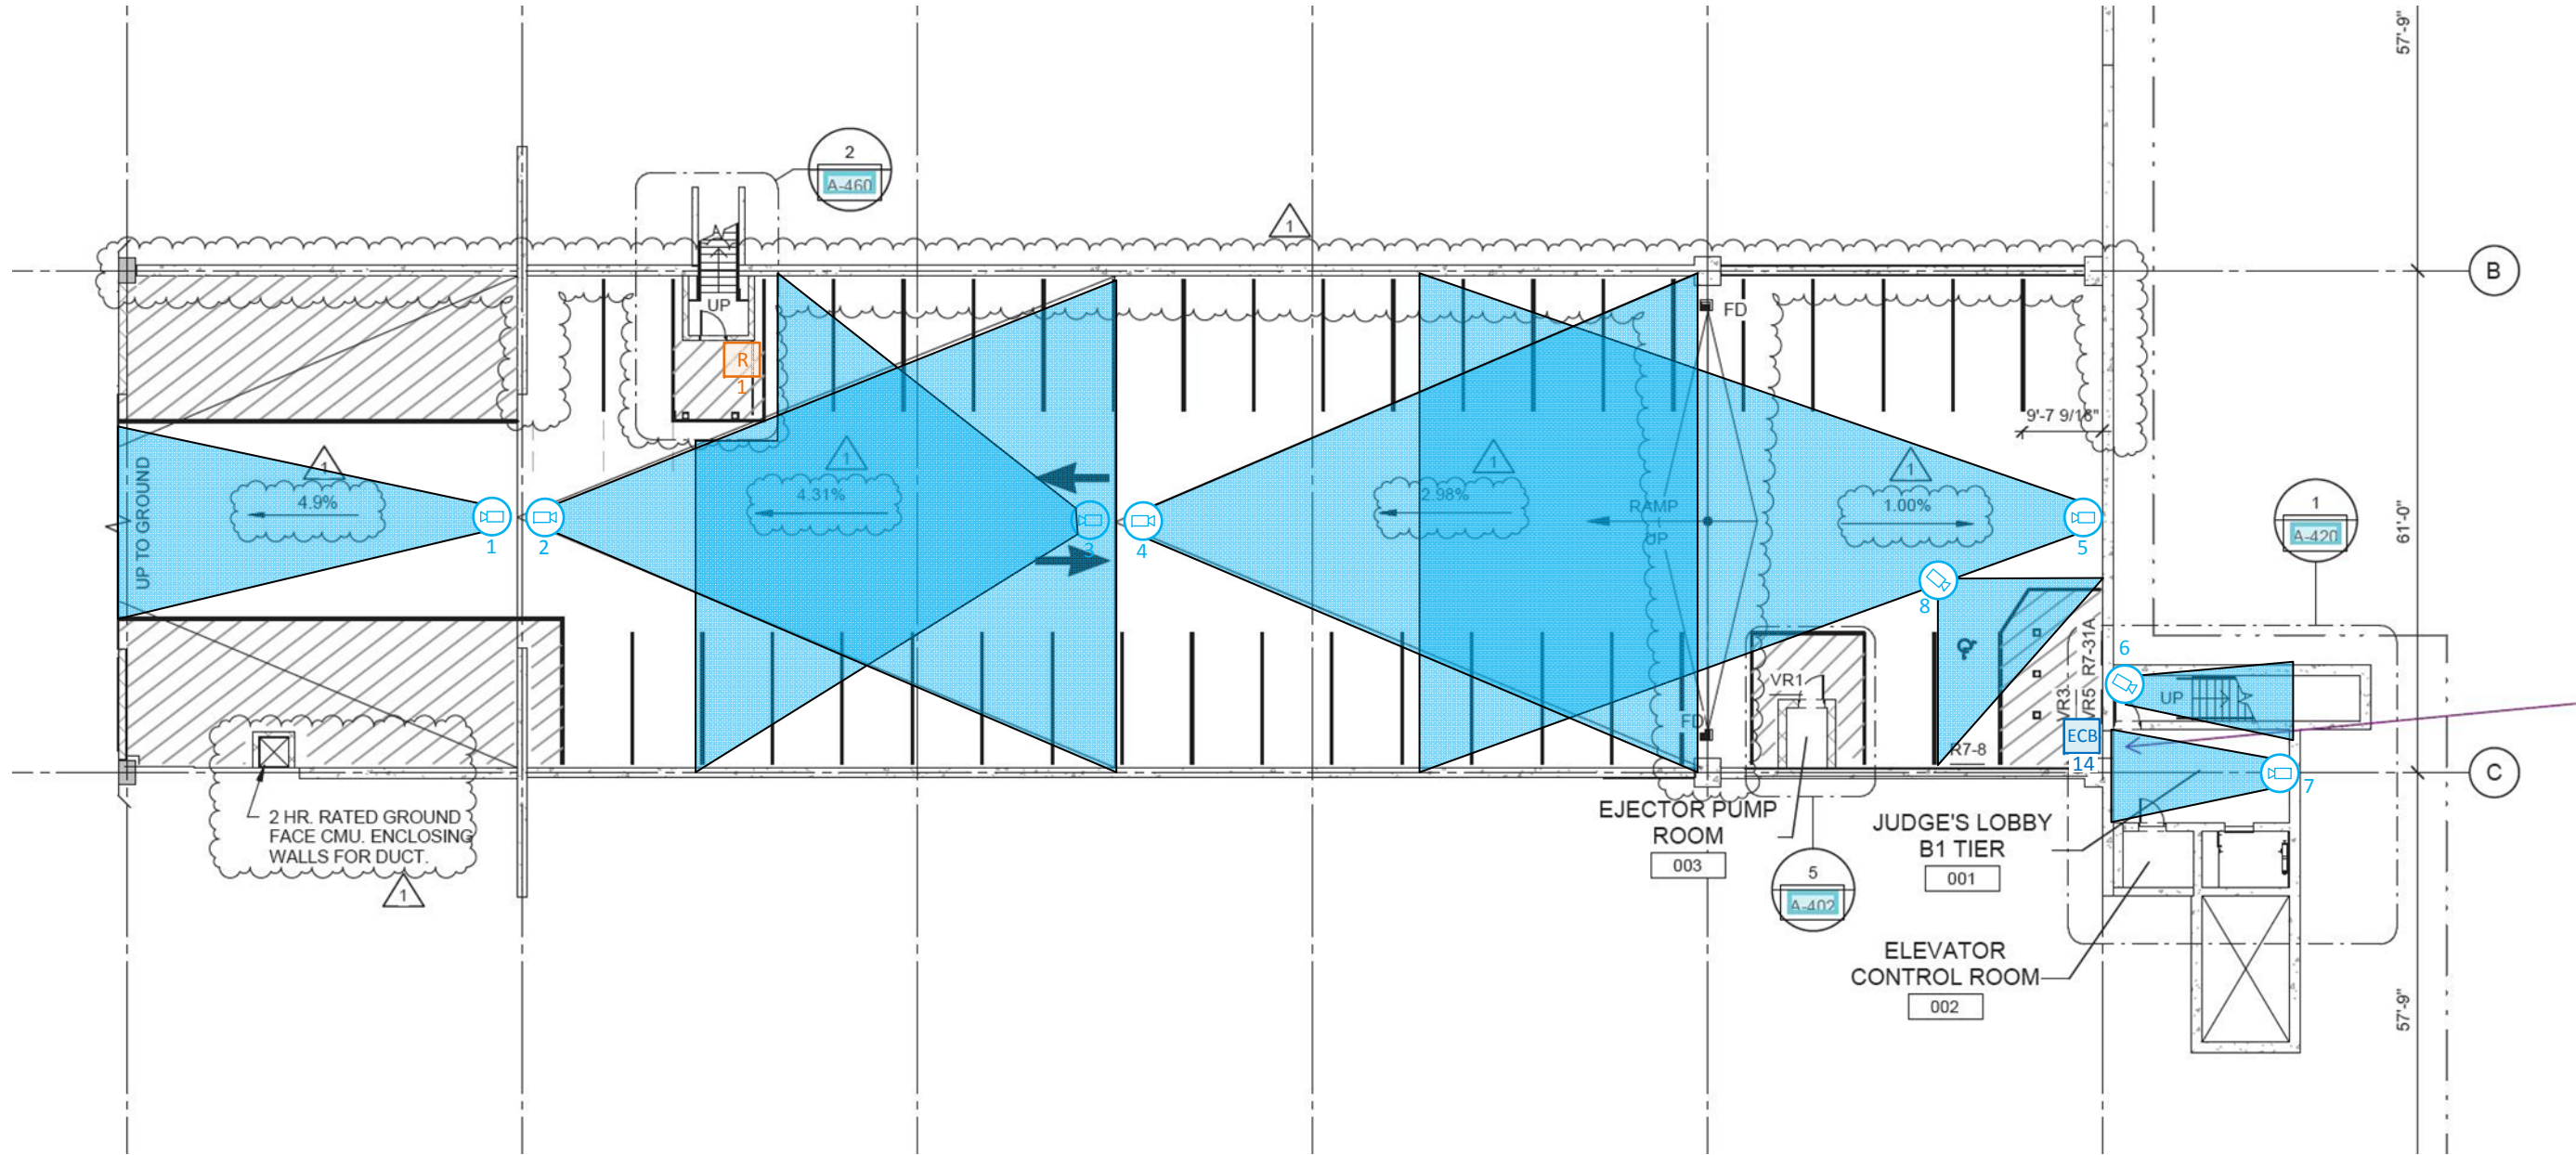 57'-9"
2
A-460
1
B
UP
FD
R
1
9'-7 9/16"
1
1
1
1
4.9%
4.31%
2.98%
1.00%
UP TO GROUND
RAMP
UP
1
2
3
4
5
8
61'-0"
1
A-420
6
UP
VR1
VR3
VR5 R7-31A
FD
ECB
14
R7-8
7
C
2 HR. RATED GROUND
FACE CMU. ENCLOSING
WALLS FOR DUCT.
1
EJECTOR PUMP
ROOM
003
5
A-402
JUDGE'S LOBBY
B1 TIER
001
ELEVATOR
CONTROL ROOM
002
57'-9"